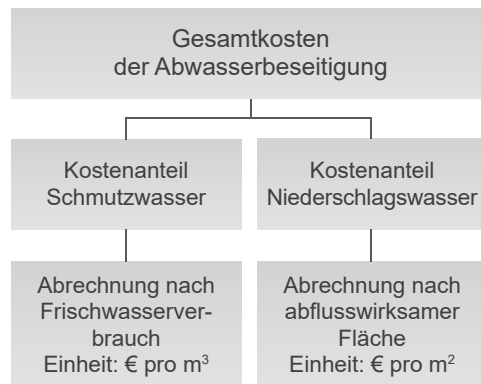 Gesamtkosten
der Abwasserbeseitigung
Kostenanteil
Schmutzwasser
Kostenanteil
Niederschlagswasser
Abrechnung nach
Frischwasserver-
brauch
Einheit: € pro m³
Abrechnung nach
abflusswirksamer
Fläche
Einheit: € pro m²